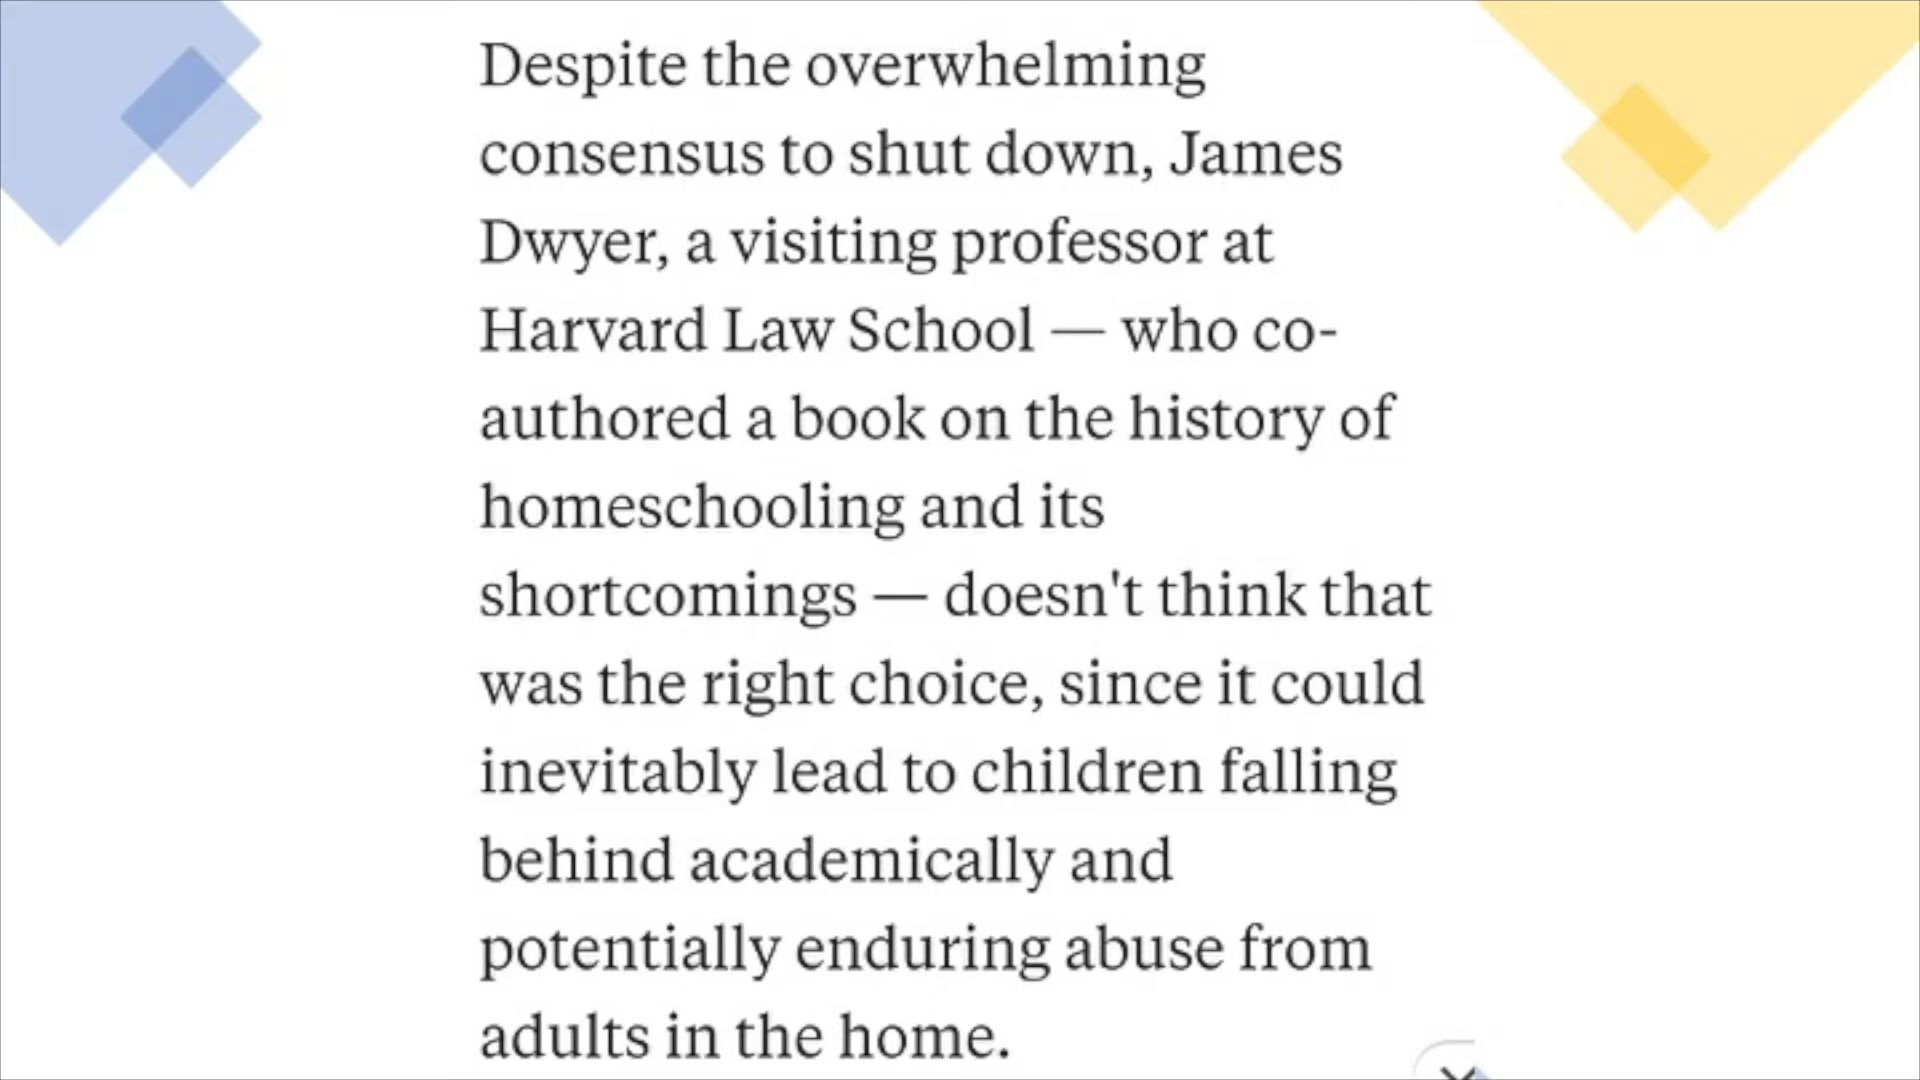 Despite the overwhelming
consensus to shut down, James
Dwyer, a visiting professor at
Harvard Law School — who co-
authored a book on the history of
homeschooling and its
shortcomings — doesn't think that
was the right choice, since it could
inevitably lead to children falling
behind academically and
potentially enduring abuse from
adults in the home.